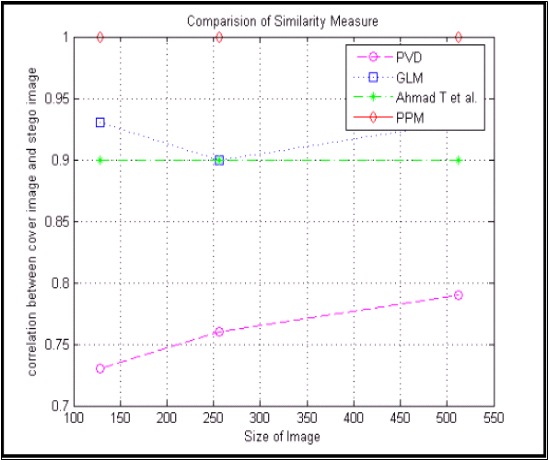 Comparision of Similarity Measure
correlation between cover image and stego image
1
0.95
0.9
0.85
0.8
0.75
0.7
PVD
GLM
Ahmad T et al.
PPM
100 150 200 250 300 350 400 450 500 550
Size of Image